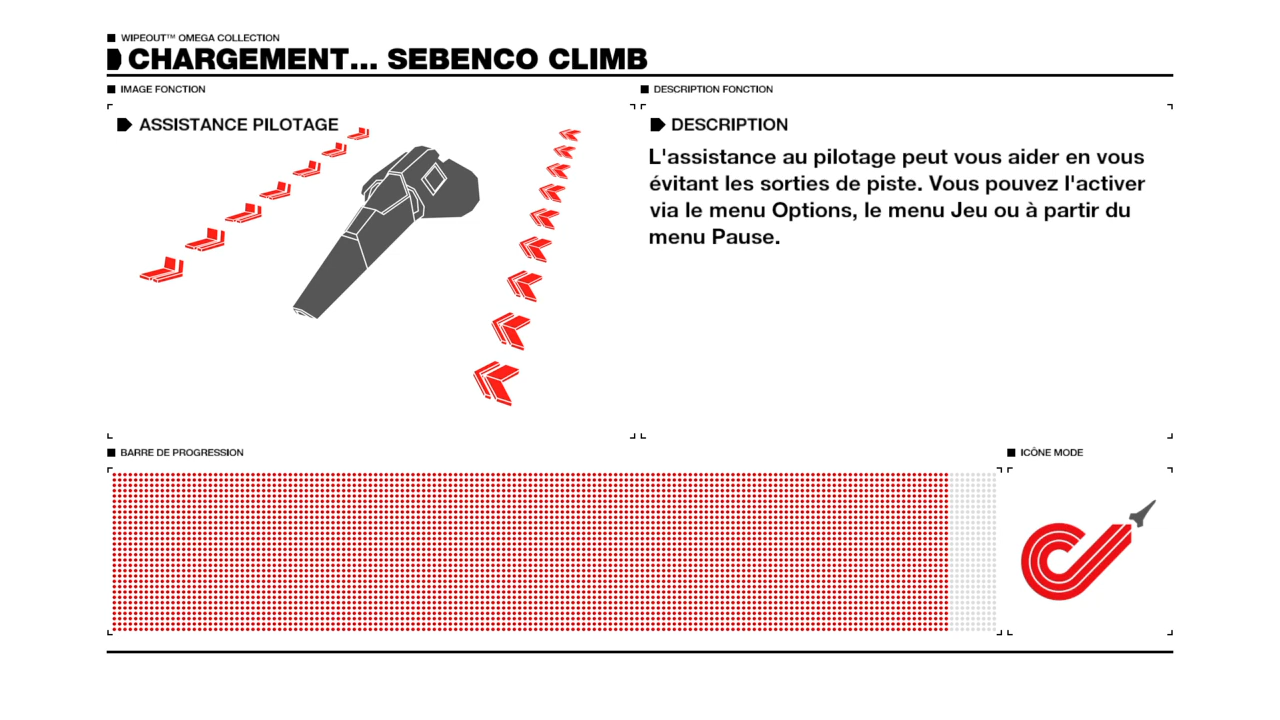 WIPEOUT™ OMEGA COLLECTION
CHARGEMENT... SEBENCO CLIMB
IMAGE FONCTION
ASSISTANCE PILOTAGE
DESCRIPTION FONCTION
DESCRIPTION
L'assistance au pilotage peut vous aider en vous
évitant les sorties de piste. Vous pouvez l'activer
via le menu Options, le menu Jeu ou à partir du
menu Pause.
BARRE DE PROGRESSION
ICÔNE MODE